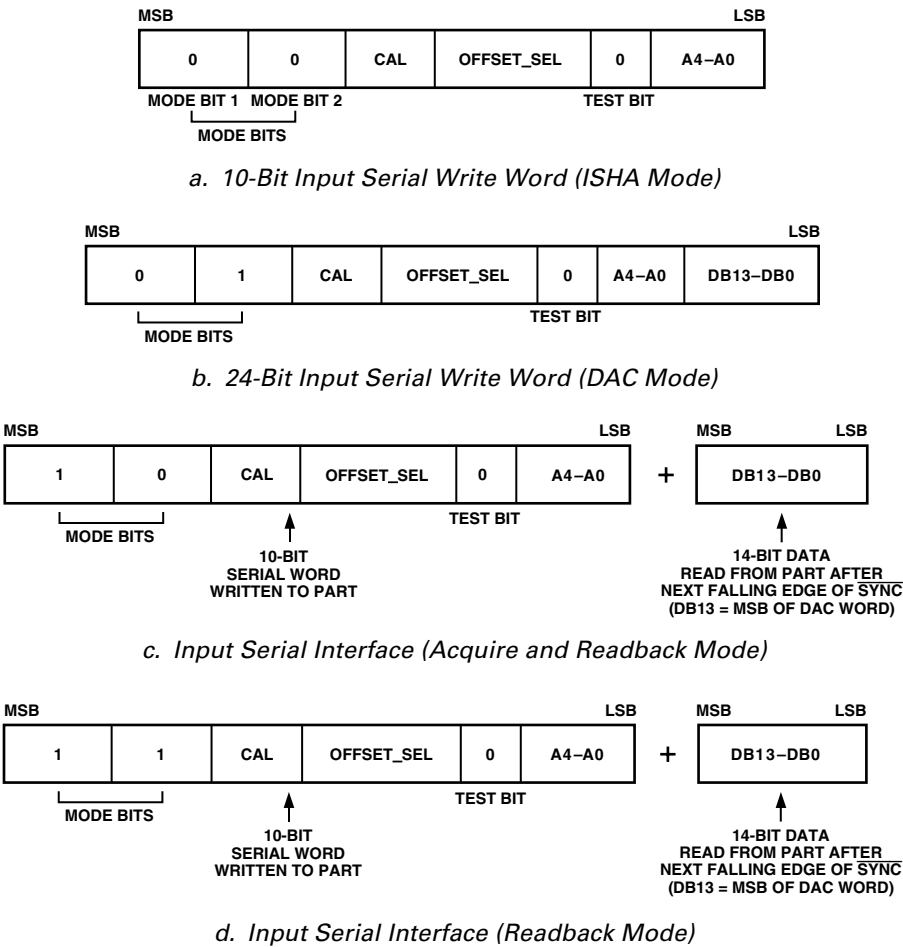 MSB LSB
0 0 CAL OFFSET_SEL 0 A4–A0
MODE BIT 1 MODE BIT 2 TEST BIT
MODE BITS
a. 10-Bit Input Serial Write Word (ISHA Mode)
MSB LSB
0 1 CAL OFFSET_SEL 0 A4–A0 DB13–DB0
TEST BIT
MODE BITS
b. 24-Bit Input Serial Write Word (DAC Mode)
MSB LSB MSB LSB
1 0 CAL OFFSET_SEL 0 A4–A0 + DB13–DB0
TEST BIT
MODE BITS
10-BIT
SERIAL WORD
WRITTEN TO PART
14-BIT DATA
READ FROM PART AFTER
NEXT FALLING EDGE OF SYNC
(DB13 = MSB OF DAC WORD)
c. Input Serial Interface (Acquire and Readback Mode)
MSB LSB MSB LSB
1 1 CAL OFFSET_SEL 0 A4–A0 + DB13–DB0
TEST BIT
MODE BITS
10-BIT
SERIAL WORD
WRITTEN TO PART
14-BIT DATA
READ FROM PART AFTER
NEXT FALLING EDGE OF SYNC
(DB13 = MSB OF DAC WORD)
d. Input Serial Interface (Readback Mode)